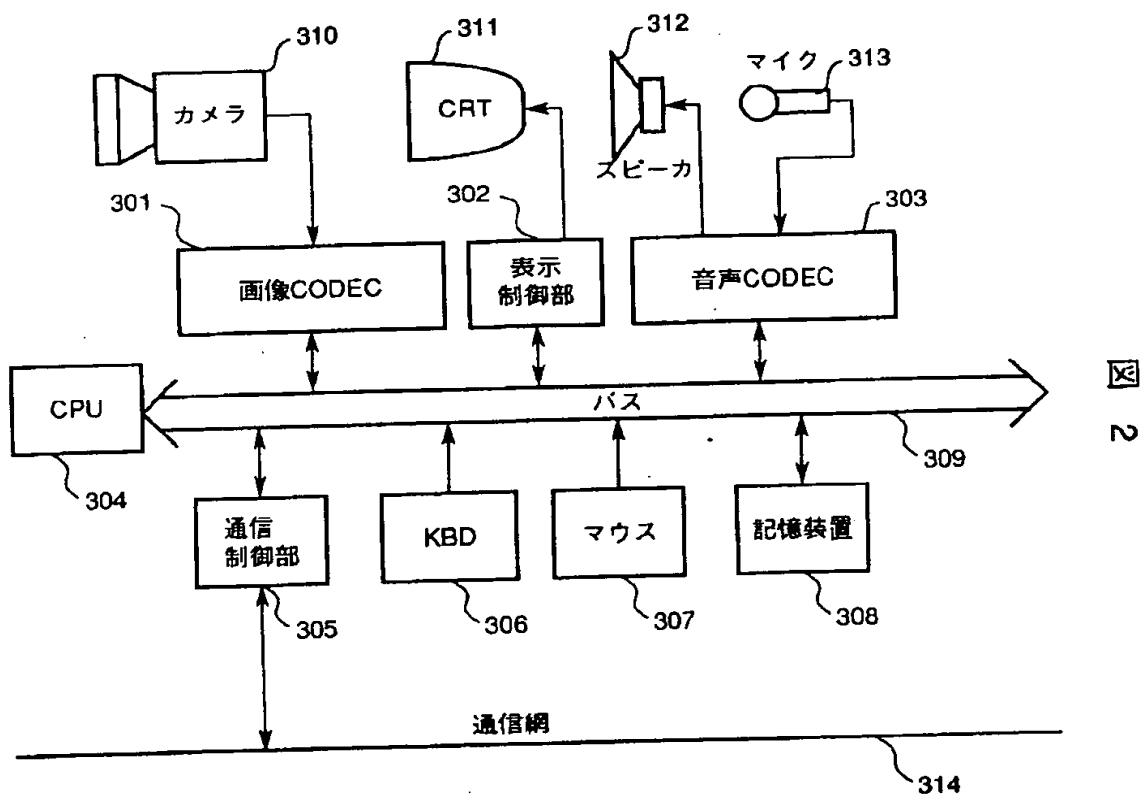 310
311
312
マイク
313
カメラ
CRT
スピーカ
301
302
303
画像CODEC
表示
制御部
音声CODEC
CPU
バス
図2
309
304
通信
制御部
KBD
マウス
記憶装置
305
306
307
308
通信網
314